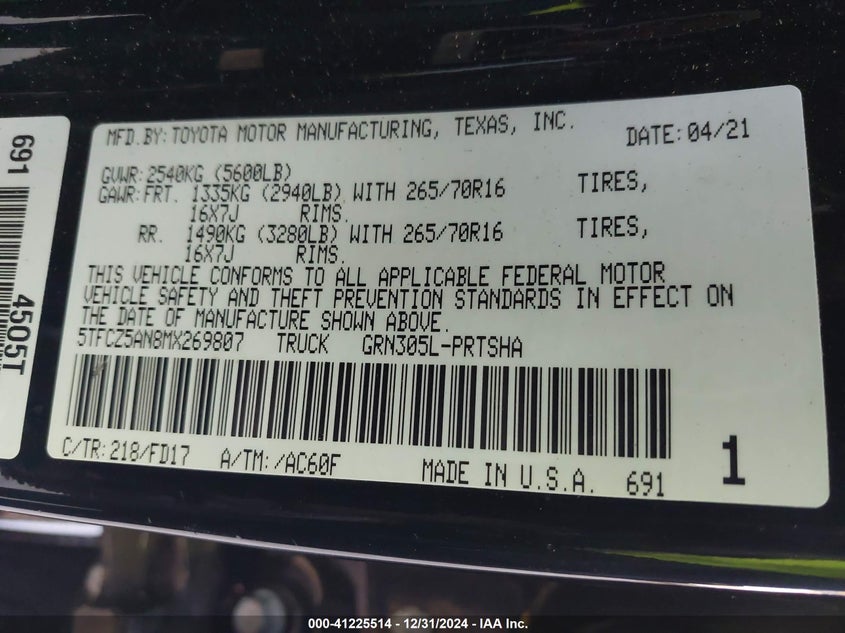 691
4505T
MFD.BY:TOYOTA MOTOR MANUFACTURING, TEXAS, INC. DATE:04/21
GVWR:2540KG (5600LB)
GAWR:FRT. 1335KG (2940LB) WITH 265/70R16 TIRES,
16X7J RIMS.
RR. 1490KG (3280LB) WITH 265/70R16 TIRES,
16X7J RIMS.
THIS VEHICLE CONFORMS TO ALL APPLICABLE FEDERAL MOTOR
VEHICLE SAFETY AND THEFT PREVENTION STANDARDS IN EFFECT ON
THE DATE OF MANUFACTURE SHOWN ABOVE.
5TFCZ5AN8MX269807 TRUCK GRN305L-PRTSHA
C/TR:218/FD17 A/TM:/AC60F MADE IN U.S.A. 691 1
000-41225514 - 12/31/2024 - IAA Inc.